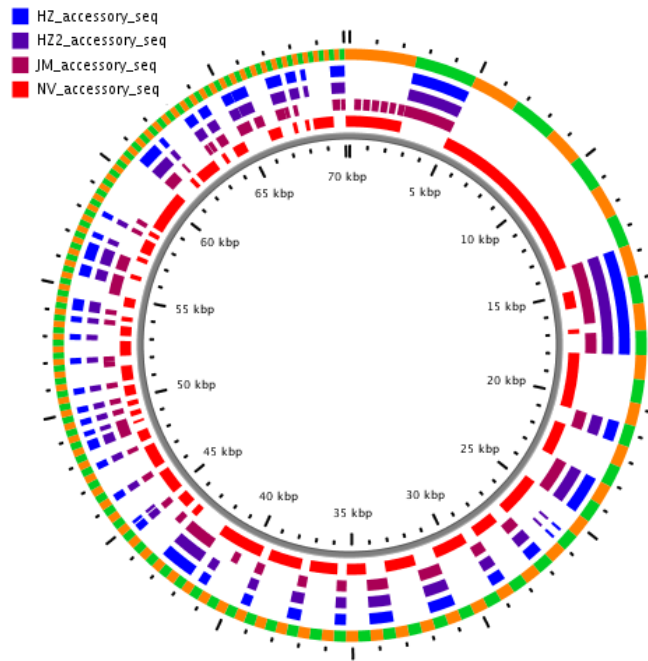 HZ_accessory_seq
HZ2_accessory_seq
JM_accessory_seq
NV_accessory_seq
70 kbp
5 kbp
10 kbp
15 kbp
20 kbp
25 kbp
30 kbp
35 kbp
40 kbp
45 kbp
50 kbp
55 kbp
60 kbp
65 kbp